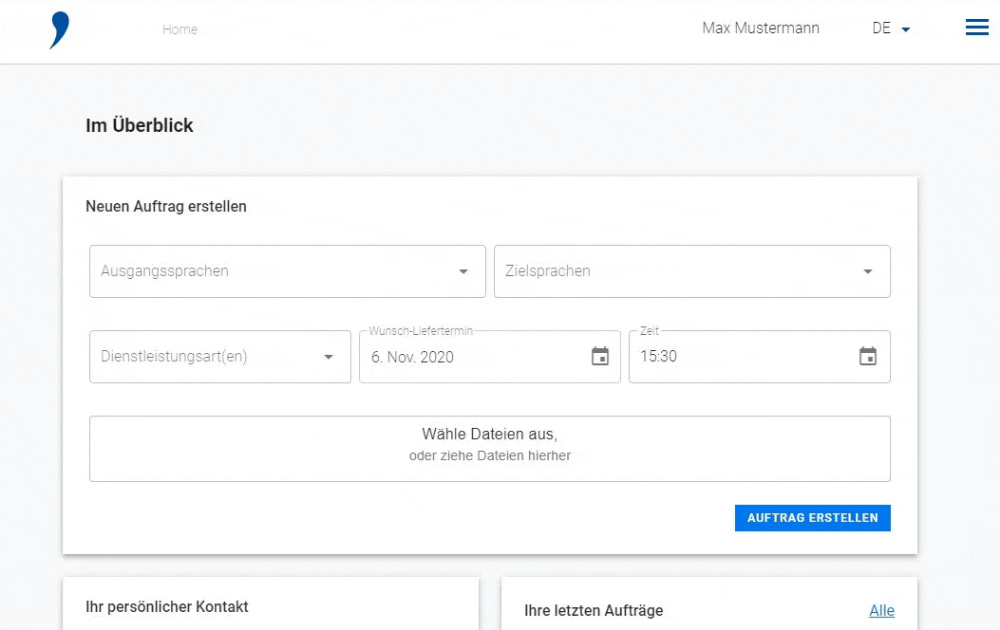 Home
Max Mustermann
DE
Im Überblick
Neuen Auftrag erstellen
Ausgangssprachen
Zielsprachen
Dienstleistungsart(en)
Wunsch-Liefertermin
6. Nov. 2020
Zeit
15:30
Wähle Dateien aus,
oder ziehe Dateien hierher
AUFTRAG ERSTELLEN
Ihr persönlicher Kontakt
Ihre letzten Aufträge
Alle